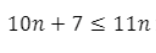 10n + 7 ≤ 11n